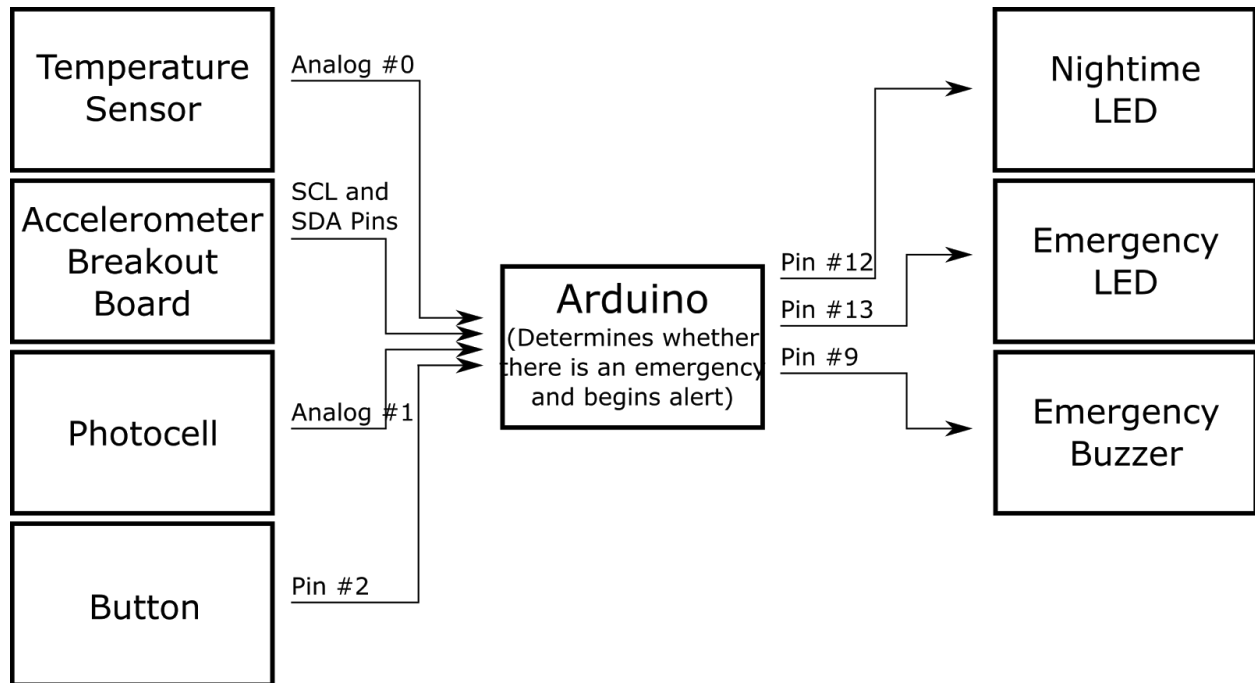 Temperature
Sensor
Analog #0
Accelerometer
Breakout
Board
SCL and
SDA Pins
Photocell
Analog #1
Button
Pin #2
Arduino
(Determines whether
there is an emergency
and begins alert)
Pin #12
Pin #13
Pin #9
Nightime
LED
Emergency
LED
Emergency
Buzzer